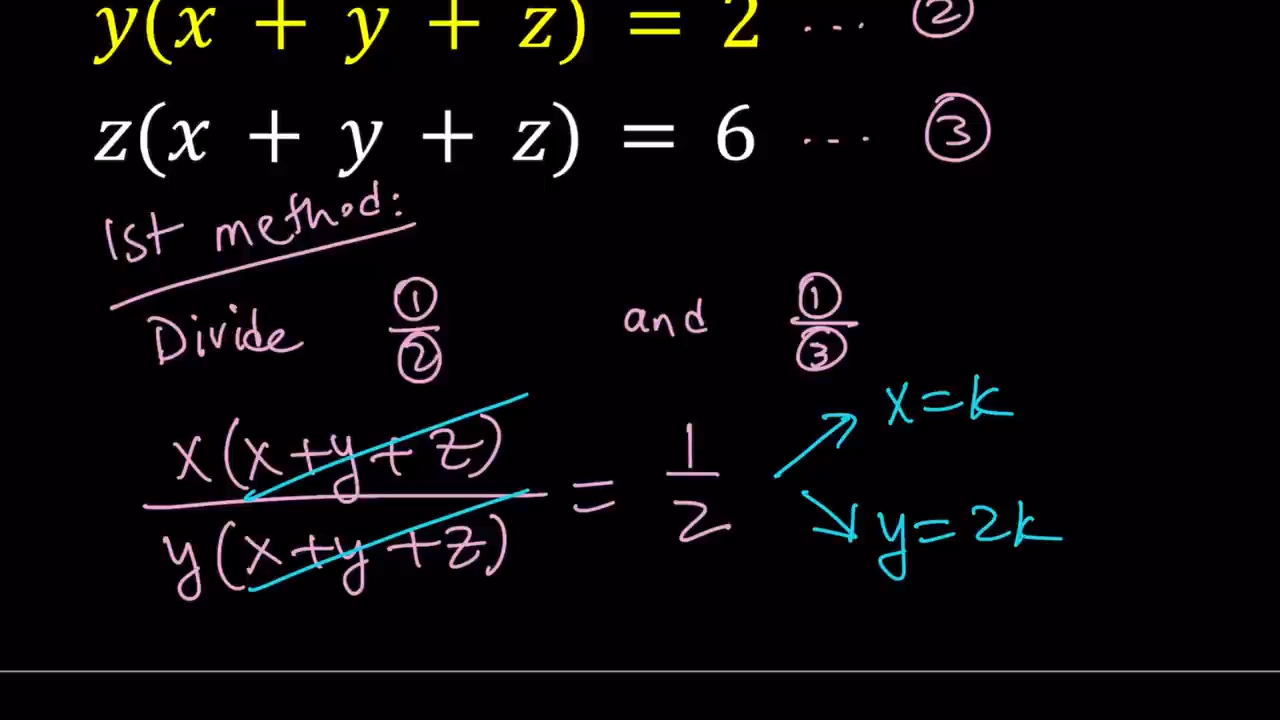 y(x + y + z) = 2 ... ②
z(x + y + z) = 6 ... ③
1st method:
Divide ①/② and ①/③
x(x+y+z)/y(x+y+z) = 1/2
x=k
y=2k